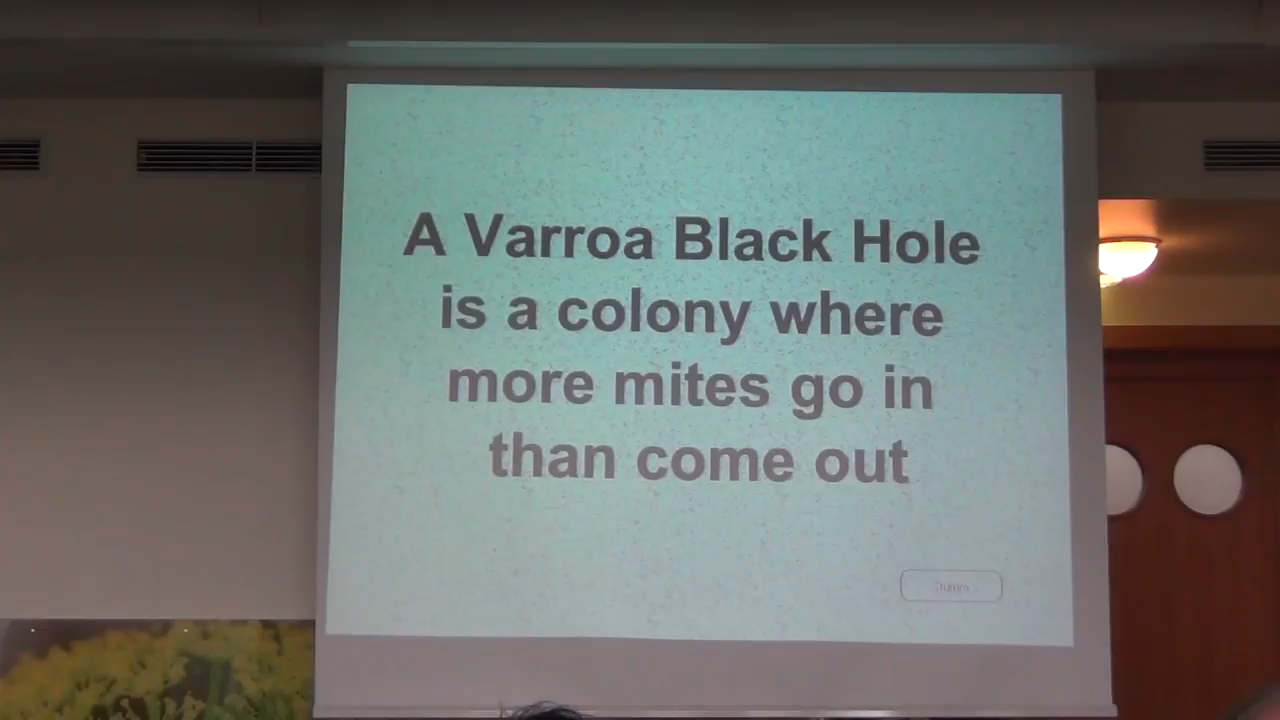 A Varroa Black Hole
is a colony where
more mites go in
than come out